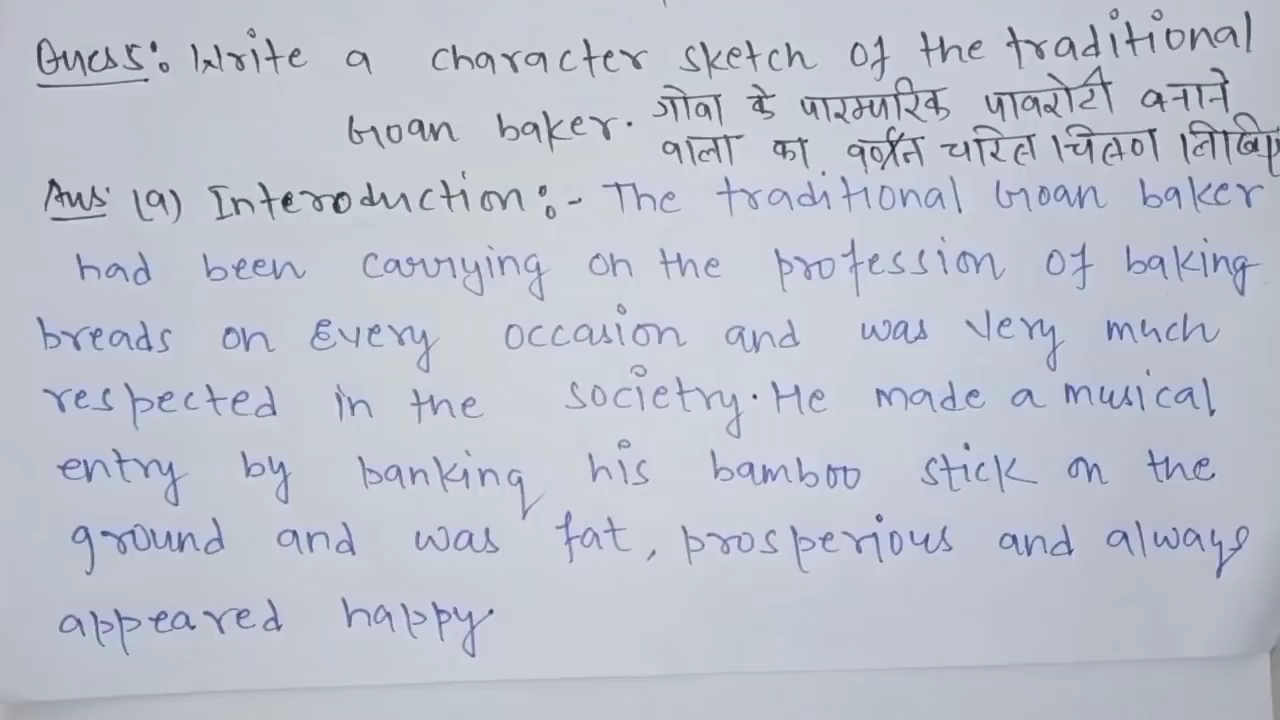 Ques: Write a character sketch of the traditional
Goan baker. गोवा के पारम्परिक पावरोटी बनाने
वाला का वर्णन चरित्र चित्रण लिखिए
Ans: (a) Interoduction:- The traditional Goan baker
had been carrying on the profession of baking
breads on every occasion and was very much
respected in the societry. He made a musical
entry by banking his bamboo stick on the
ground and was fat, prosperious and always
appeared happy.